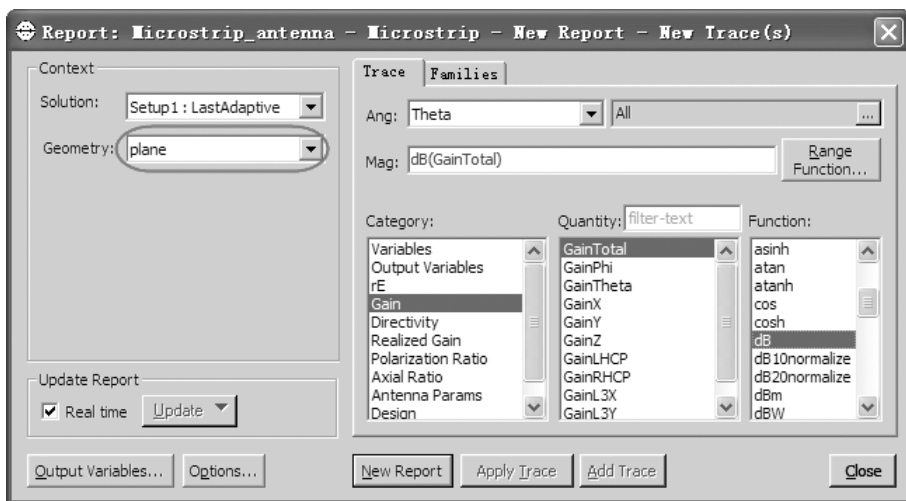 Report: Microstrip_antenna - Microstrip - New Report - New Trace(s)
Context
Solution: Setup1 : LastAdaptive
Geometry: plane
Update Report
Real time Update
Output Variables... Options...
Trace Families
Ang: Theta All ...
Mag: dB(GainTotal) Range Function...
Category:
Variables
Output Variables
rE
Gain
Directivity
Realized Gain
Polarization Ratio
Axial Ratio
Antenna Params
Design
Quantity: filter-text
GainTotal
GainPhi
GainTheta
GainX
GainY
GainZ
GainLHCP
GainRHCP
GainL3X
GainL3Y
Function:
asinh
atan
atanh
cos
cosh
dB
dB10normalize
dB20normalize
dBm
dBW
New Report Apply Trace Add Trace Close